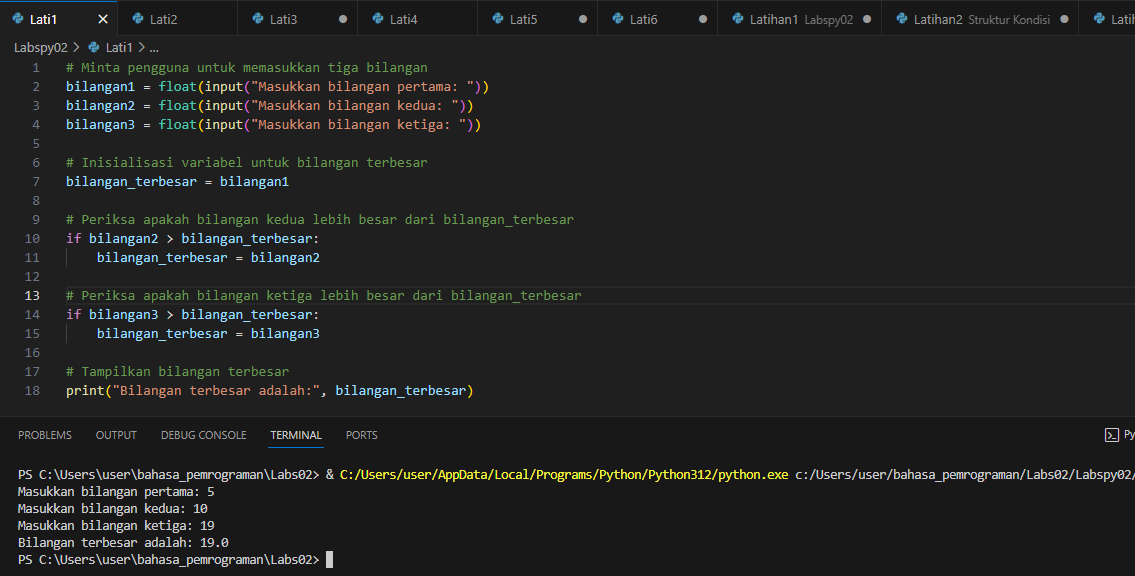 Lati1 Lati2 Lati3 Lati4 Lati5 Lati6 Latihan1 Labspy02 Latihan2 Struktur Kondisi
Labspy02 > Lati1 > ...
1 # Minta pengguna untuk memasukkan tiga bilangan
2 bilangan1 = float(input("Masukkan bilangan pertama: "))
3 bilangan2 = float(input("Masukkan bilangan kedua: "))
4 bilangan3 = float(input("Masukkan bilangan ketiga: "))
5
6 # Inisialisasi variabel untuk bilangan terbesar
7 bilangan_terbesar = bilangan1
8
9 # Periksa apakah bilangan kedua lebih besar dari bilangan_terbesar
10 if bilangan2 > bilangan_terbesar:
11 bilangan_terbesar = bilangan2
12
13 # Periksa apakah bilangan ketiga lebih besar dari bilangan_terbesar
14 if bilangan3 > bilangan_terbesar:
15 bilangan_terbesar = bilangan3
16
17 # Tampilkan bilangan terbesar
18 print("Bilangan terbesar adalah:", bilangan_terbesar)
PROBLEMS OUTPUT DEBUG CONSOLE TERMINAL PORTS Py
PS C:\Users\user\bahasa_pemrograman\Labs02> & C:/Users/user/AppData/Local/Programs/Python/Python312/python.exe c:/Users/user/bahasa_pemrograman/Labs02/Labspy02/
Masukkan bilangan pertama: 5
Masukkan bilangan kedua: 10
Masukkan bilangan ketiga: 19
Bilangan terbesar adalah: 19.0
PS C:\Users\user\bahasa_pemrograman\Labs02>